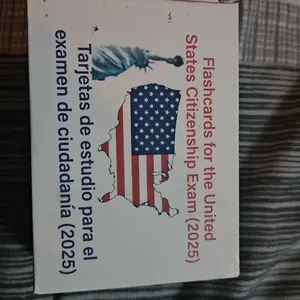 Flashcards for the United
States Citizenship Exam (2025)
Tarjetas de estudio para el
examen de ciudadanía (2025)